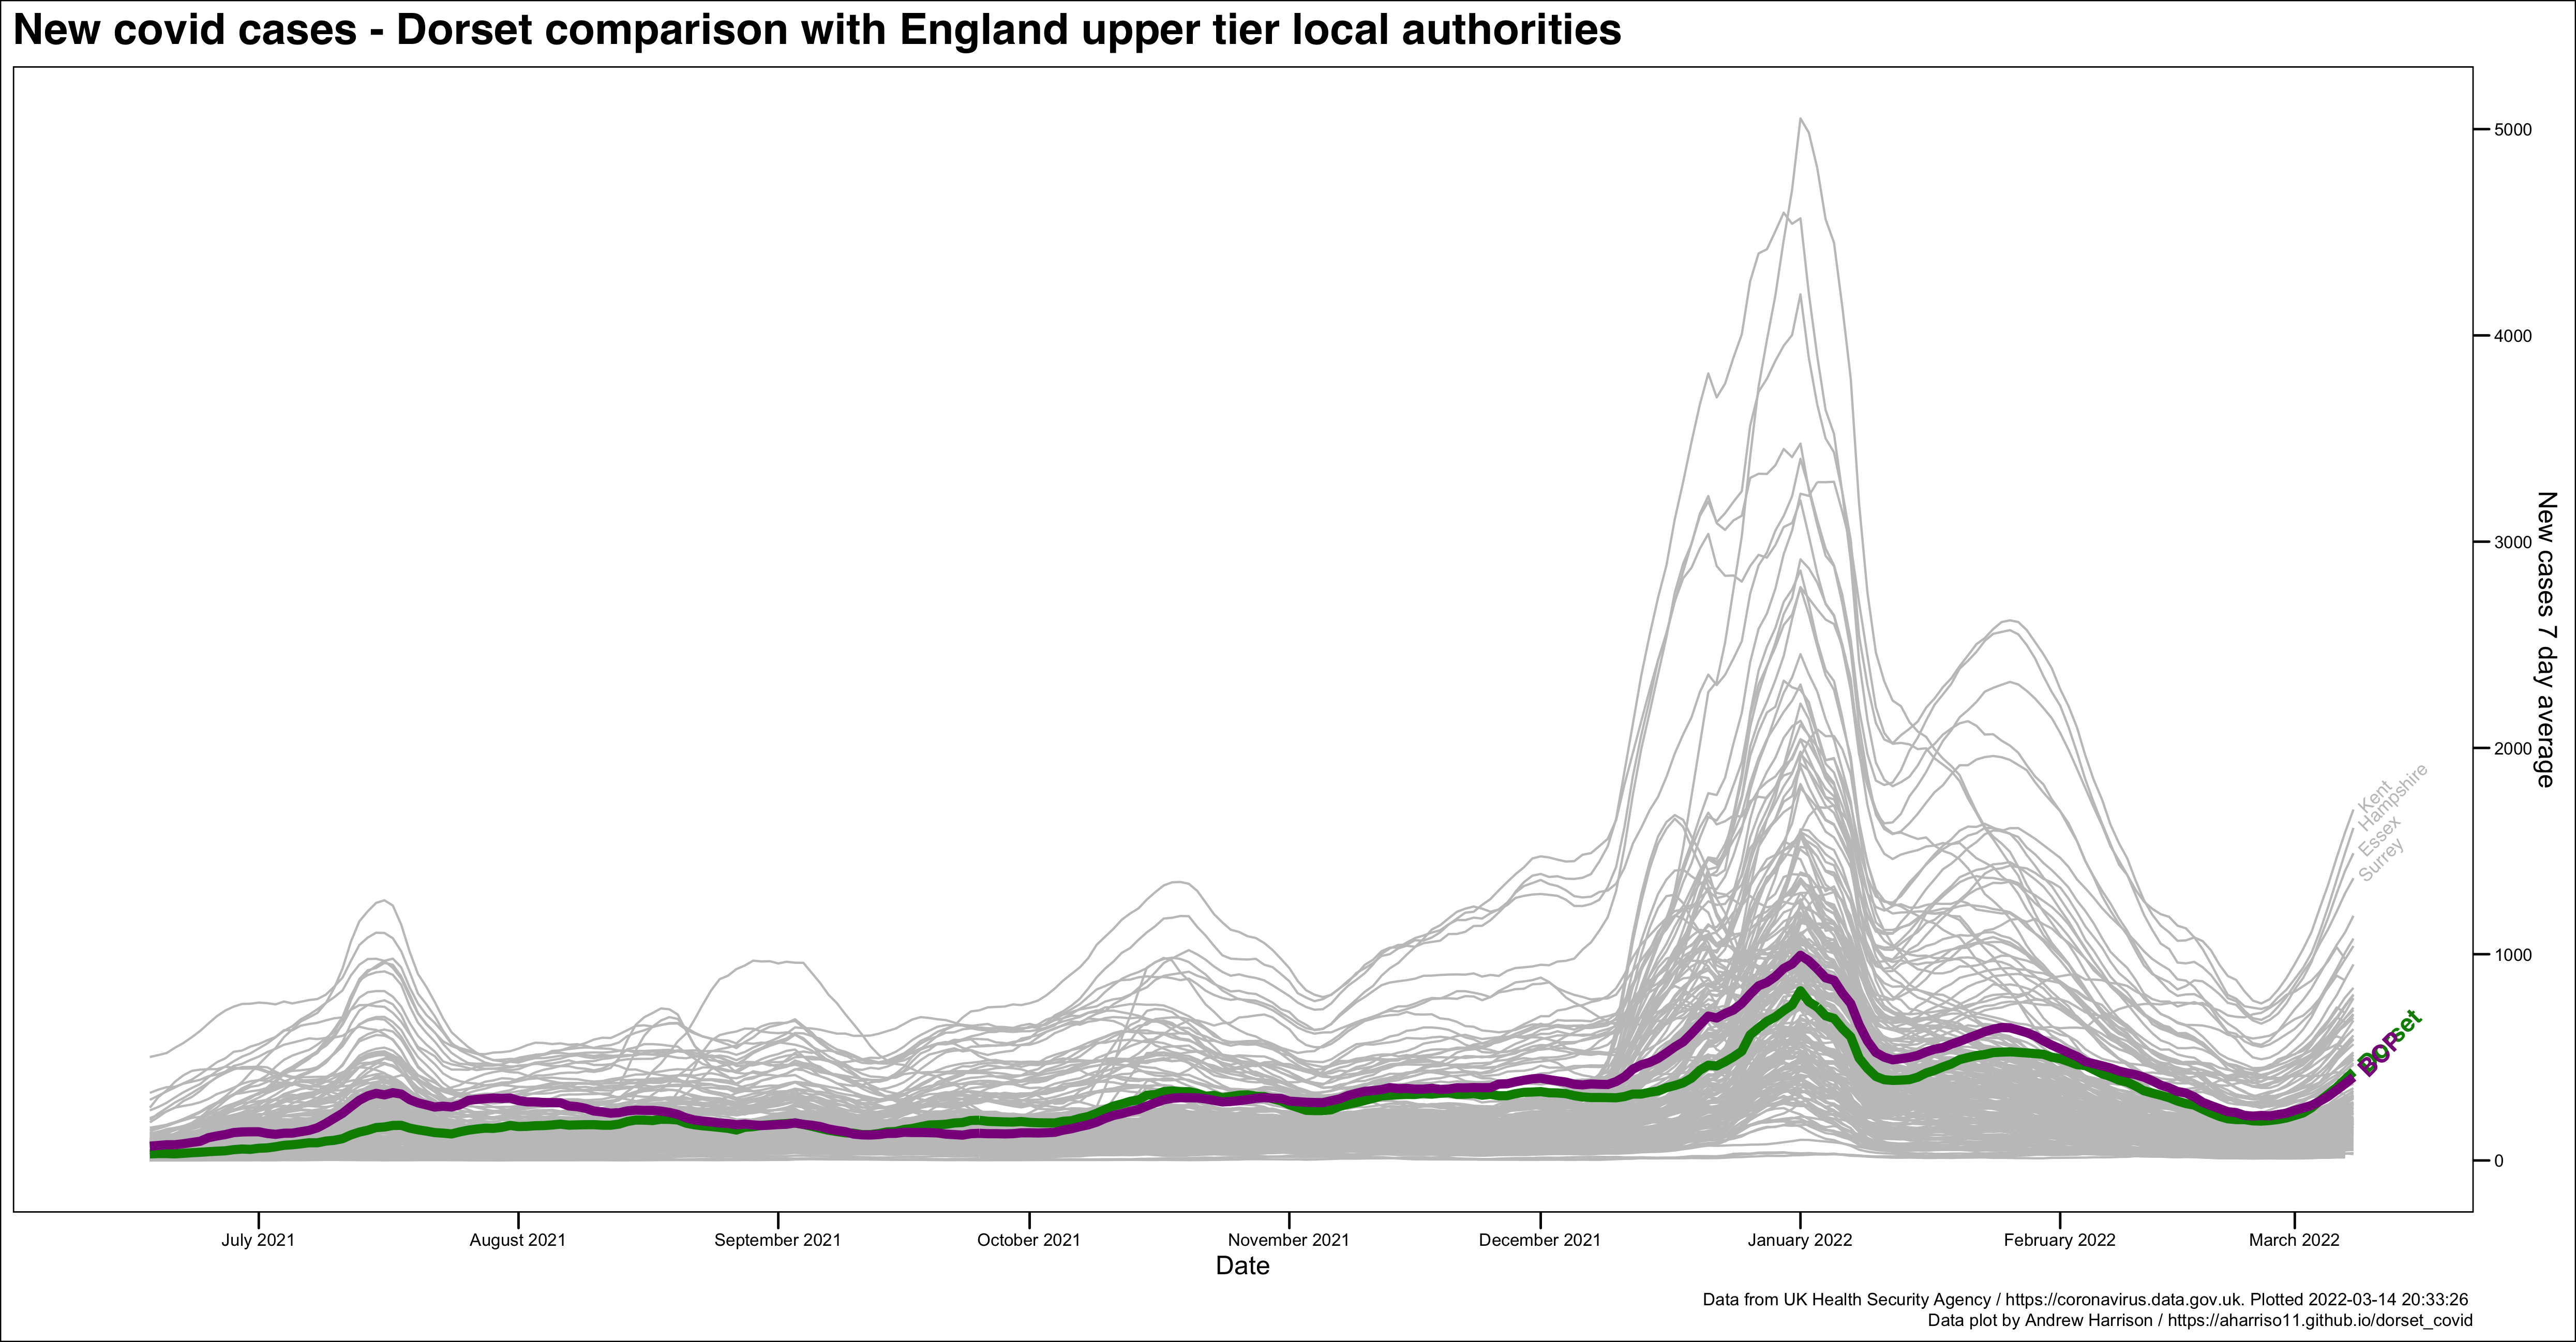 New covid cases - Dorset comparison with England upper tier local authorities
5000
4000
3000
2000
1000
0
New cases 7 day average
Kent
Hampshire
Essex
Surrey
Dorset
BCP
July 2021
August 2021
September 2021
October 2021
November 2021
December 2021
January 2022
February 2022
March 2022
Date
Data from UK Health Security Agency / https://coronavirus.data.gov.uk. Plotted 2022-03-14 20:33:26
Data plot by Andrew Harrison / https://aharriso11.github.io/dorset_covid